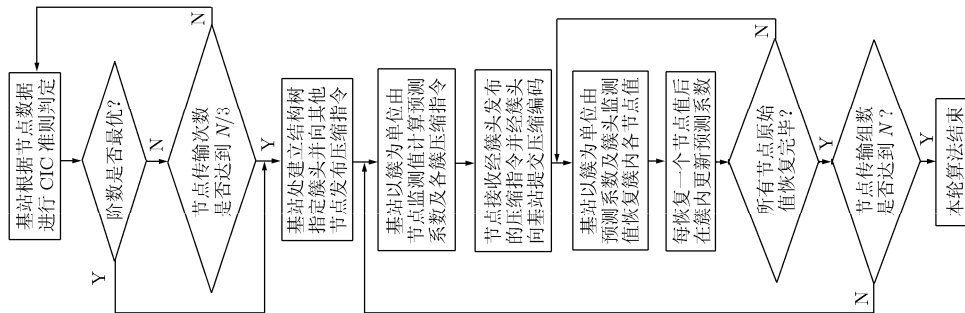 基站根据节点数据
进行 CIC 准则判定
阶数是否最优?
Y
N
节点传输次数
是否达到 N/3
N
Y
基站处建立结构树
指定簇头并向其他
节点发布压缩指令
基站以簇为单位由
节点监测值计算预测
系数及各簇压缩指令
节点接收经簇头发布
的压缩指令并经簇头
向基站提交压缩编码
基站以簇为单位由
预测系数及簇头监测
值恢复簇内各节点值
每恢复一个节点值后
在簇内更新预测系数
所有节点原始
值恢复完毕?
N
Y
节点传输组数
是否达到 N?
N
Y
本轮算法结束